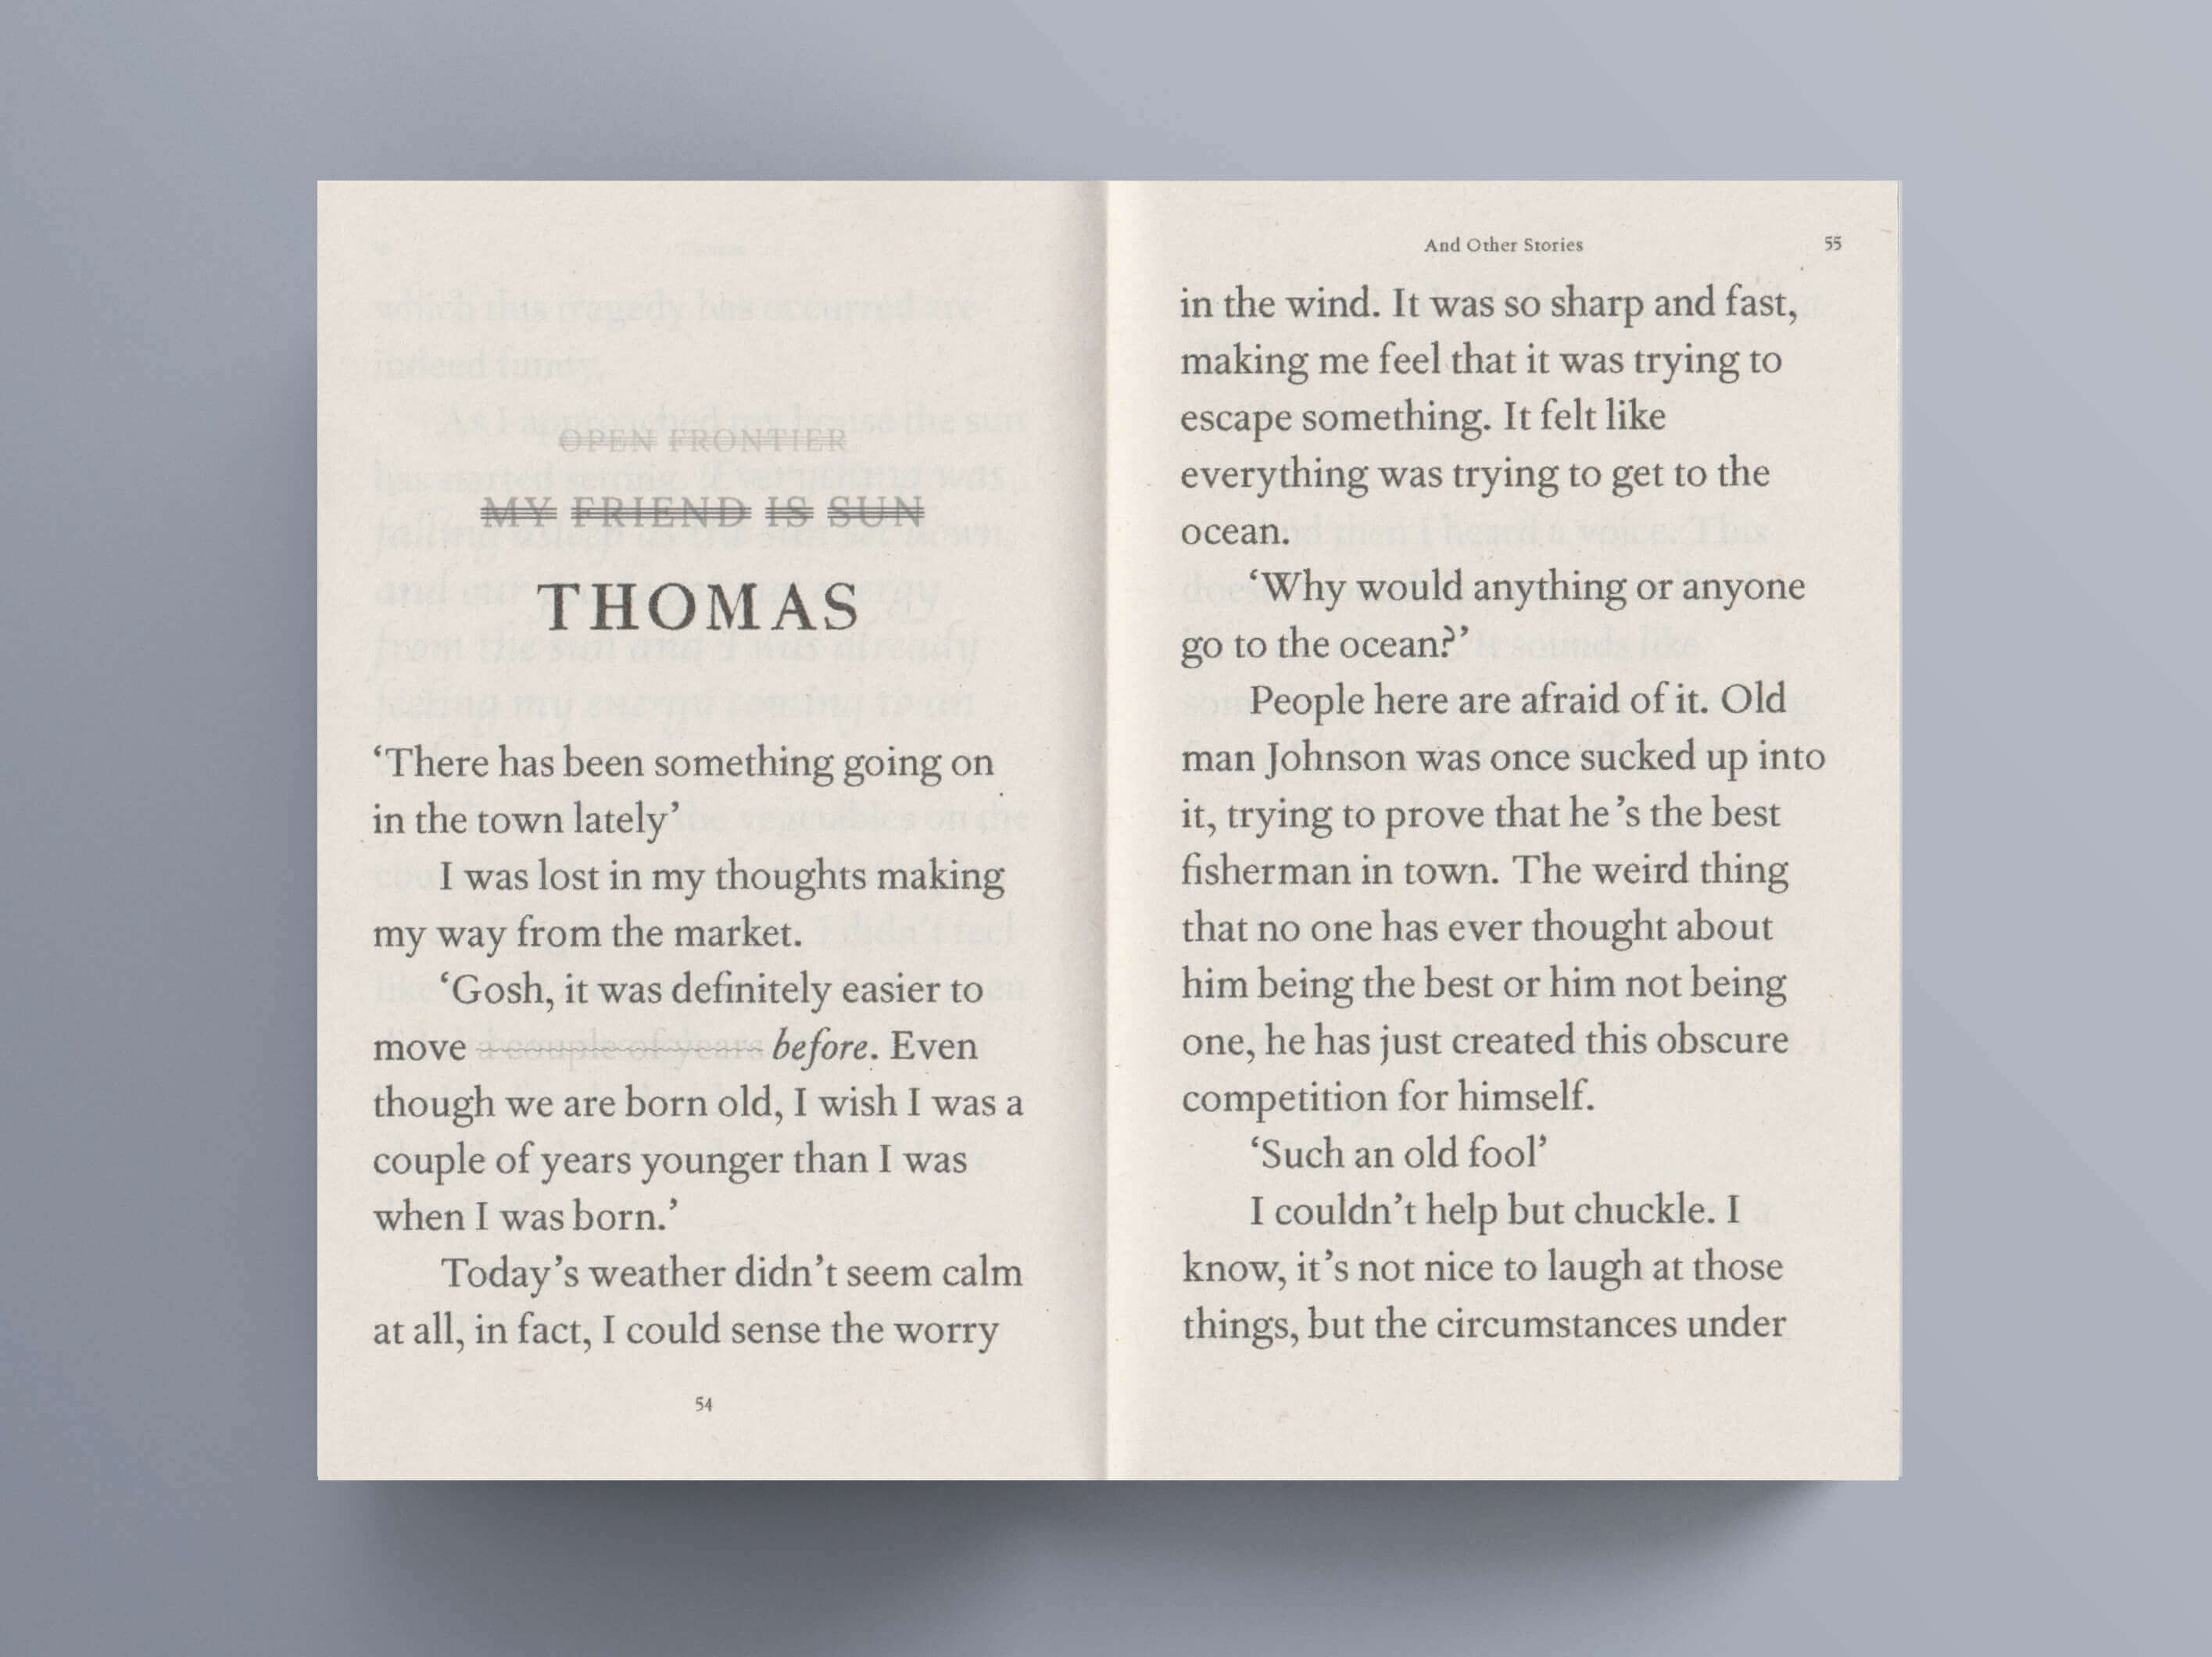 OPEN FRONTIER
MY FRIEND IS SUN
THOMAS
‘There has been something going on
in the town lately’
I was lost in my thoughts making
my way from the market.
‘Gosh, it was definitely easier to
move a couple of years before. Even
though we are born old, I wish I was a
couple of years younger than I was
when I was born.’
Today’s weather didn’t seem calm
at all, in fact, I could sense the worry
54
And Other Stories 55
in the wind. It was so sharp and fast,
making me feel that it was trying to
escape something. It felt like
everything was trying to get to the
ocean.
‘Why would anything or anyone
go to the ocean?’
People here are afraid of it. Old
man Johnson was once sucked up into
it, trying to prove that he’s the best
fisherman in town. The weird thing
that no one has ever thought about
him being the best or him not being
one, he has just created this obscure
competition for himself.
‘Such an old fool’
I couldn’t help but chuckle. I
know, it’s not nice to laugh at those
things, but the circumstances under